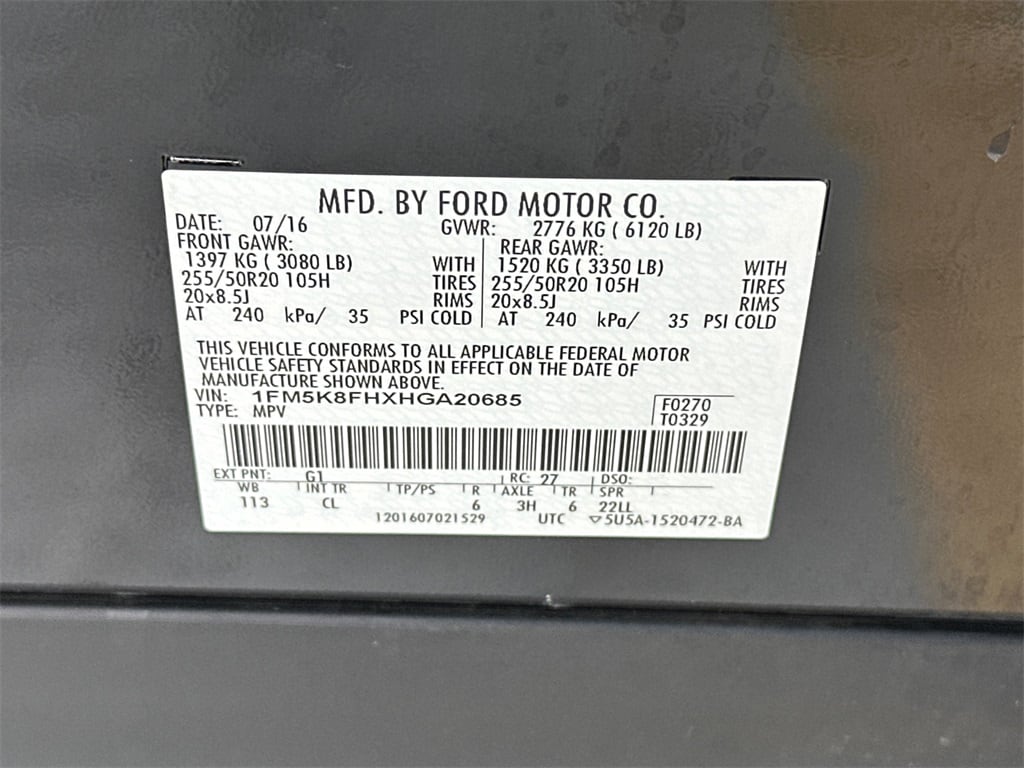 MFD. BY FORD MOTOR CO.
DATE: 07/16 GVWR: 2776 KG ( 6120 LB)
FRONT GAWR: REAR GAWR:
1397 KG ( 3080 LB) WITH 1520 KG ( 3350 LB) WITH
255/50R20 105H TIRES 255/50R20 105H TIRES
20x8.5J RIMS 20x8.5J RIMS
AT 240 kPa/ 35 PSI COLD AT 240 kPa/ 35 PSI COLD
THIS VEHICLE CONFORMS TO ALL APPLICABLE FEDERAL MOTOR
VEHICLE SAFETY STANDARDS IN EFFECT ON THE DATE OF
MANUFACTURE SHOWN ABOVE.
VIN: 1FM5K8FHXHGA20685 F0270
TYPE: MPV T0329
EXT PNT: G1 RC: 27 DSO:
WB INT TR TP/PS R AXLE TR SPR
113 CL 6 3H 6 22LL
1201607021529 UTC ▽5U5A-1520472-BA